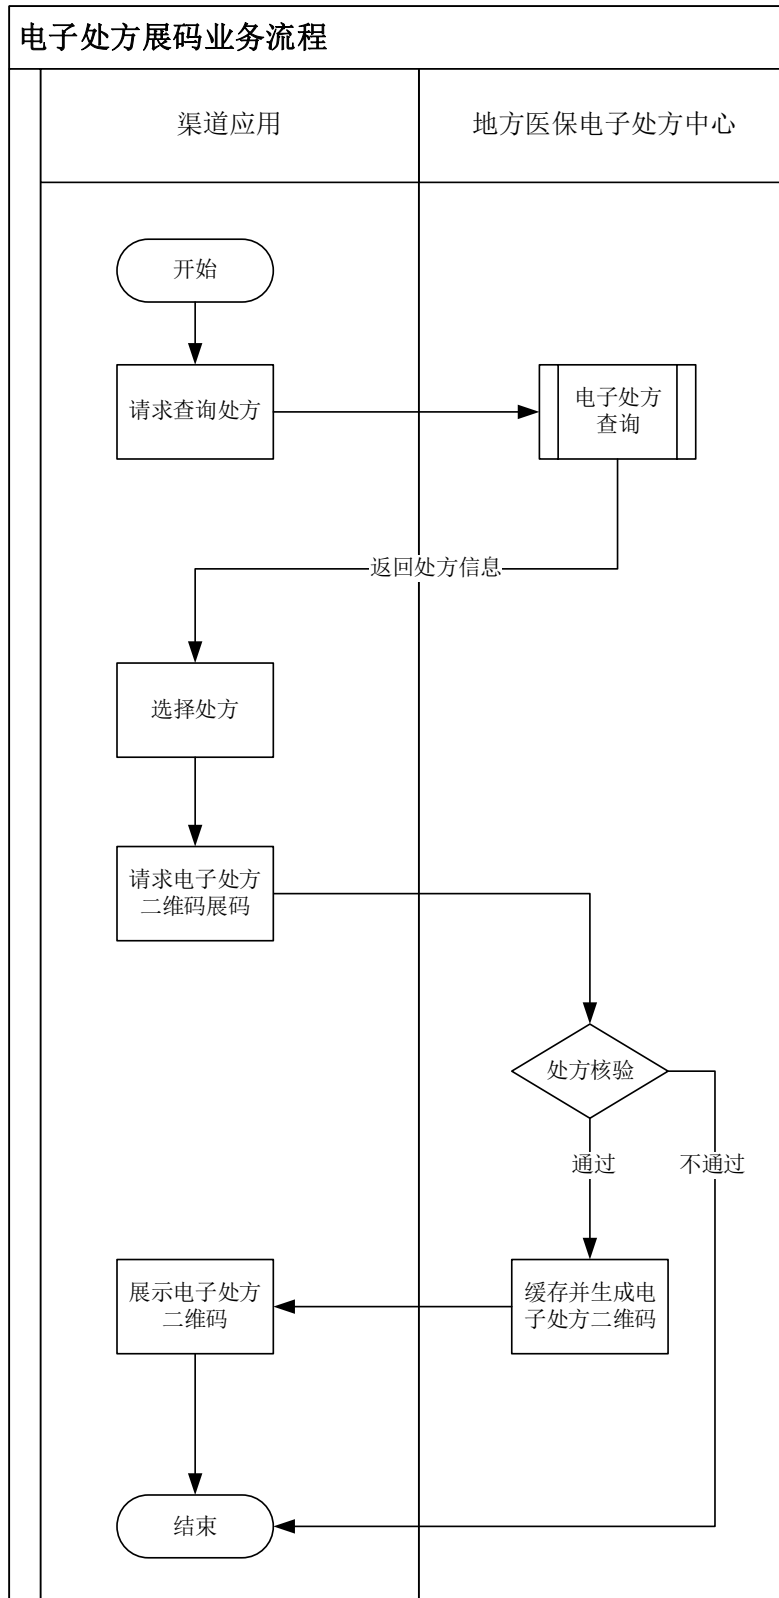 电子处方展码业务流程
渠道应用
地方医保电子处方中心
开始
请求查询处方
电子处方
查询
返回处方信息
选择处方
请求电子处方
二维码展码
处方核验
通过
不通过
展示电子处方
二维码
缓存并生成电
子处方二维码
结束